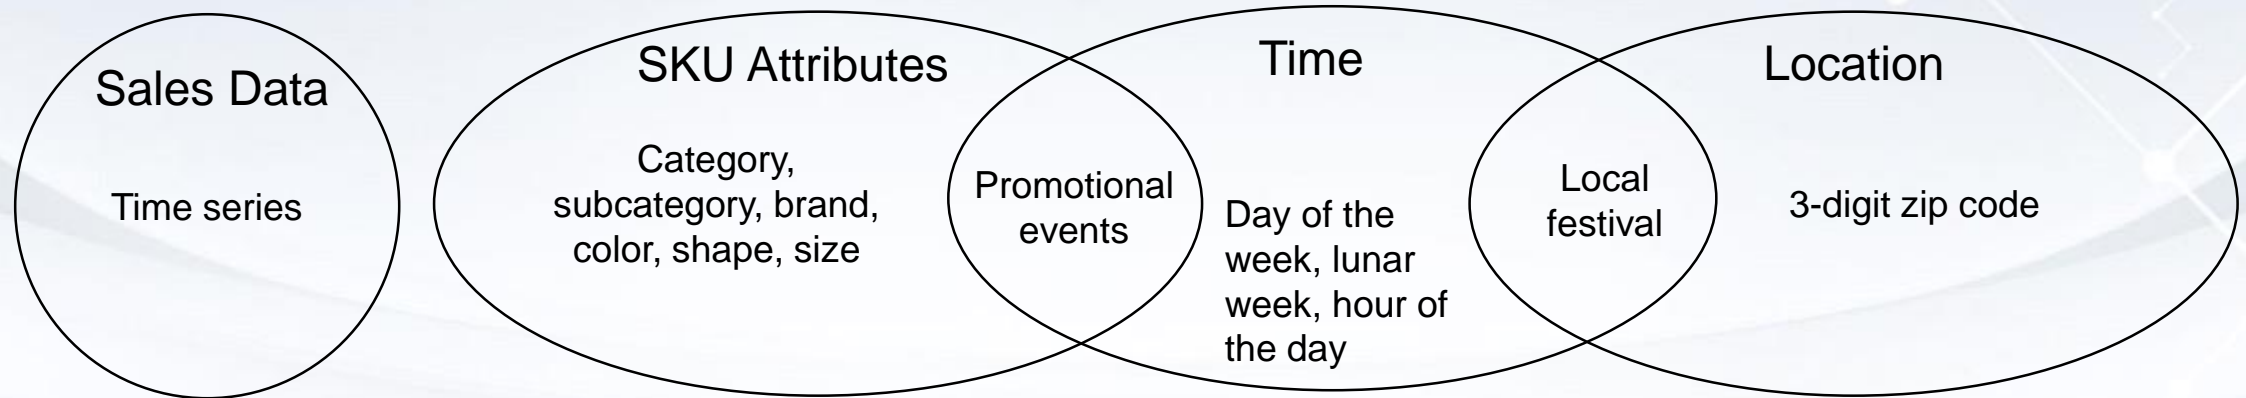 Sales Data
Time series
SKU Attributes
Category,
subcategory, brand,
color, shape, size
Promotional
events
Time
Day of the
week, lunar
week, hour of
the day
Local
festival
Location
3-digit zip code